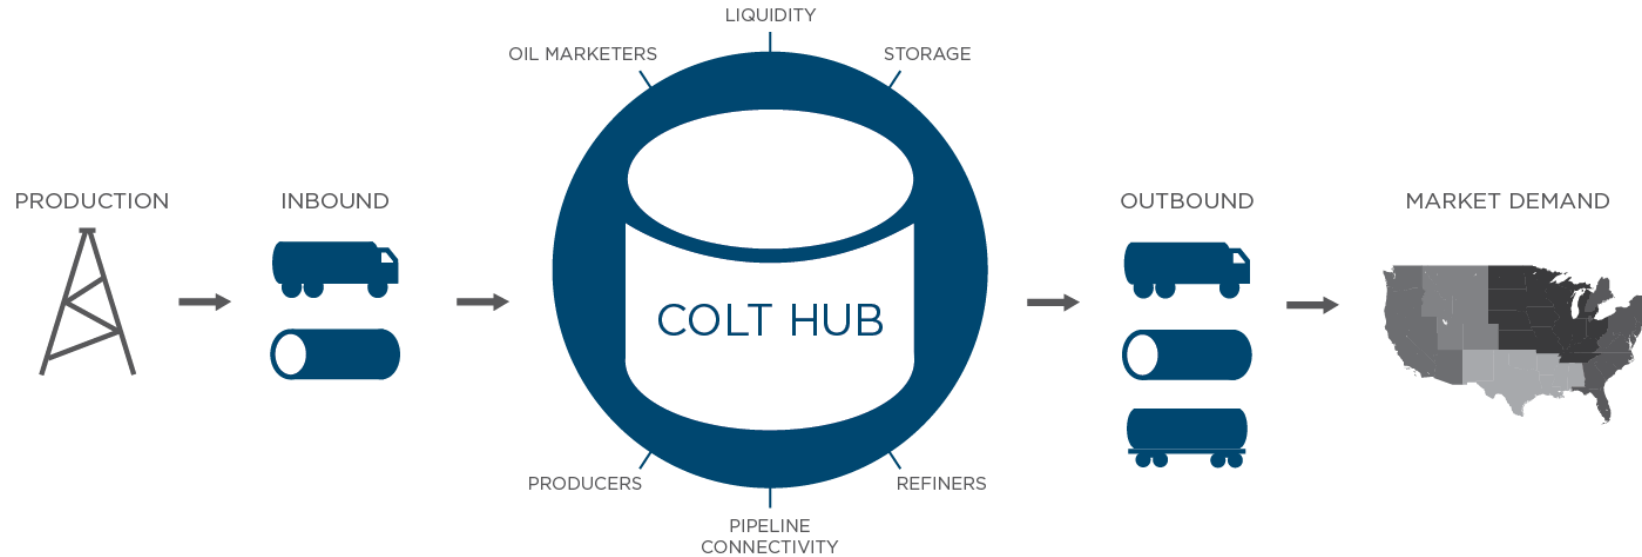 LIQUIDITY
OIL MARKETERS
STORAGE
PRODUCTION
INBOUND
OUTBOUND
MARKET DEMAND
COLT HUB
PRODUCERS
REFINERS
PIPELINE
CONNECTIVITY